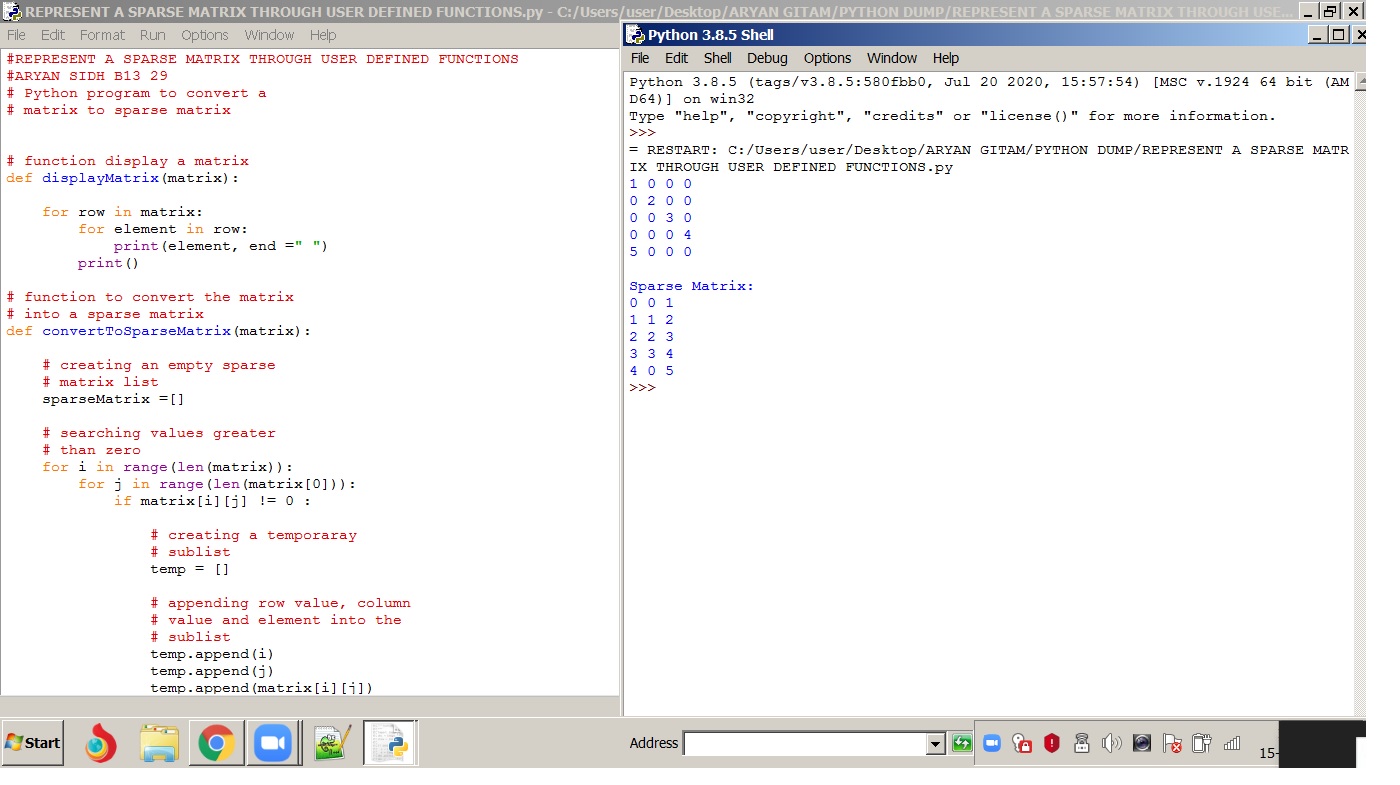 REPRESENT A SPARSE MATRIX THROUGH USER DEFINED FUNCTIONS.py - C:/Users/user/Desktop/ARYAN GITAM/PYTHON DUMP/REPRESENT A SPARSE MATRIX THROUGH USE...
File Edit Format Run Options Window Help
#REPRESENT A SPARSE MATRIX THROUGH USER DEFINED FUNCTIONS
#ARYAN SIDH B13 29
# Python program to convert a
# matrix to sparse matrix
# function display a matrix
def displayMatrix(matrix):
for row in matrix:
for element in row:
print(element, end =" ")
print()
# function to convert the matrix
# into a sparse matrix
def convertToSparseMatrix(matrix):
# creating an empty sparse
# matrix list
sparseMatrix =[]
# searching values greater
# than zero
for i in range(len(matrix)):
for j in range(len(matrix[0])):
if matrix[i][j] != 0 :
# creating a temporaray
# sublist
temp = []
# appending row value, column
# value and element into the
# sublist
temp.append(i)
temp.append(j)
temp.append(matrix[i][j])
Python 3.8.5 Shell
File Edit Shell Debug Options Window Help
Python 3.8.5 (tags/v3.8.5:580fbb0, Jul 20 2020, 15:57:54) [MSC v.1924 64 bit (AM
D64)] on win32
Type "help", "copyright", "credits" or "license()" for more information.
>>>
= RESTART: C:/Users/user/Desktop/ARYAN GITAM/PYTHON DUMP/REPRESENT A SPARSE MATR
IX THROUGH USER DEFINED FUNCTIONS.py
1 0 0 0
0 2 0 0
0 0 3 0
0 0 0 4
5 0 0 0
Sparse Matrix:
0 0 1
1 1 2
2 2 3
3 3 4
4 0 5
>>>
Start
Address
15-